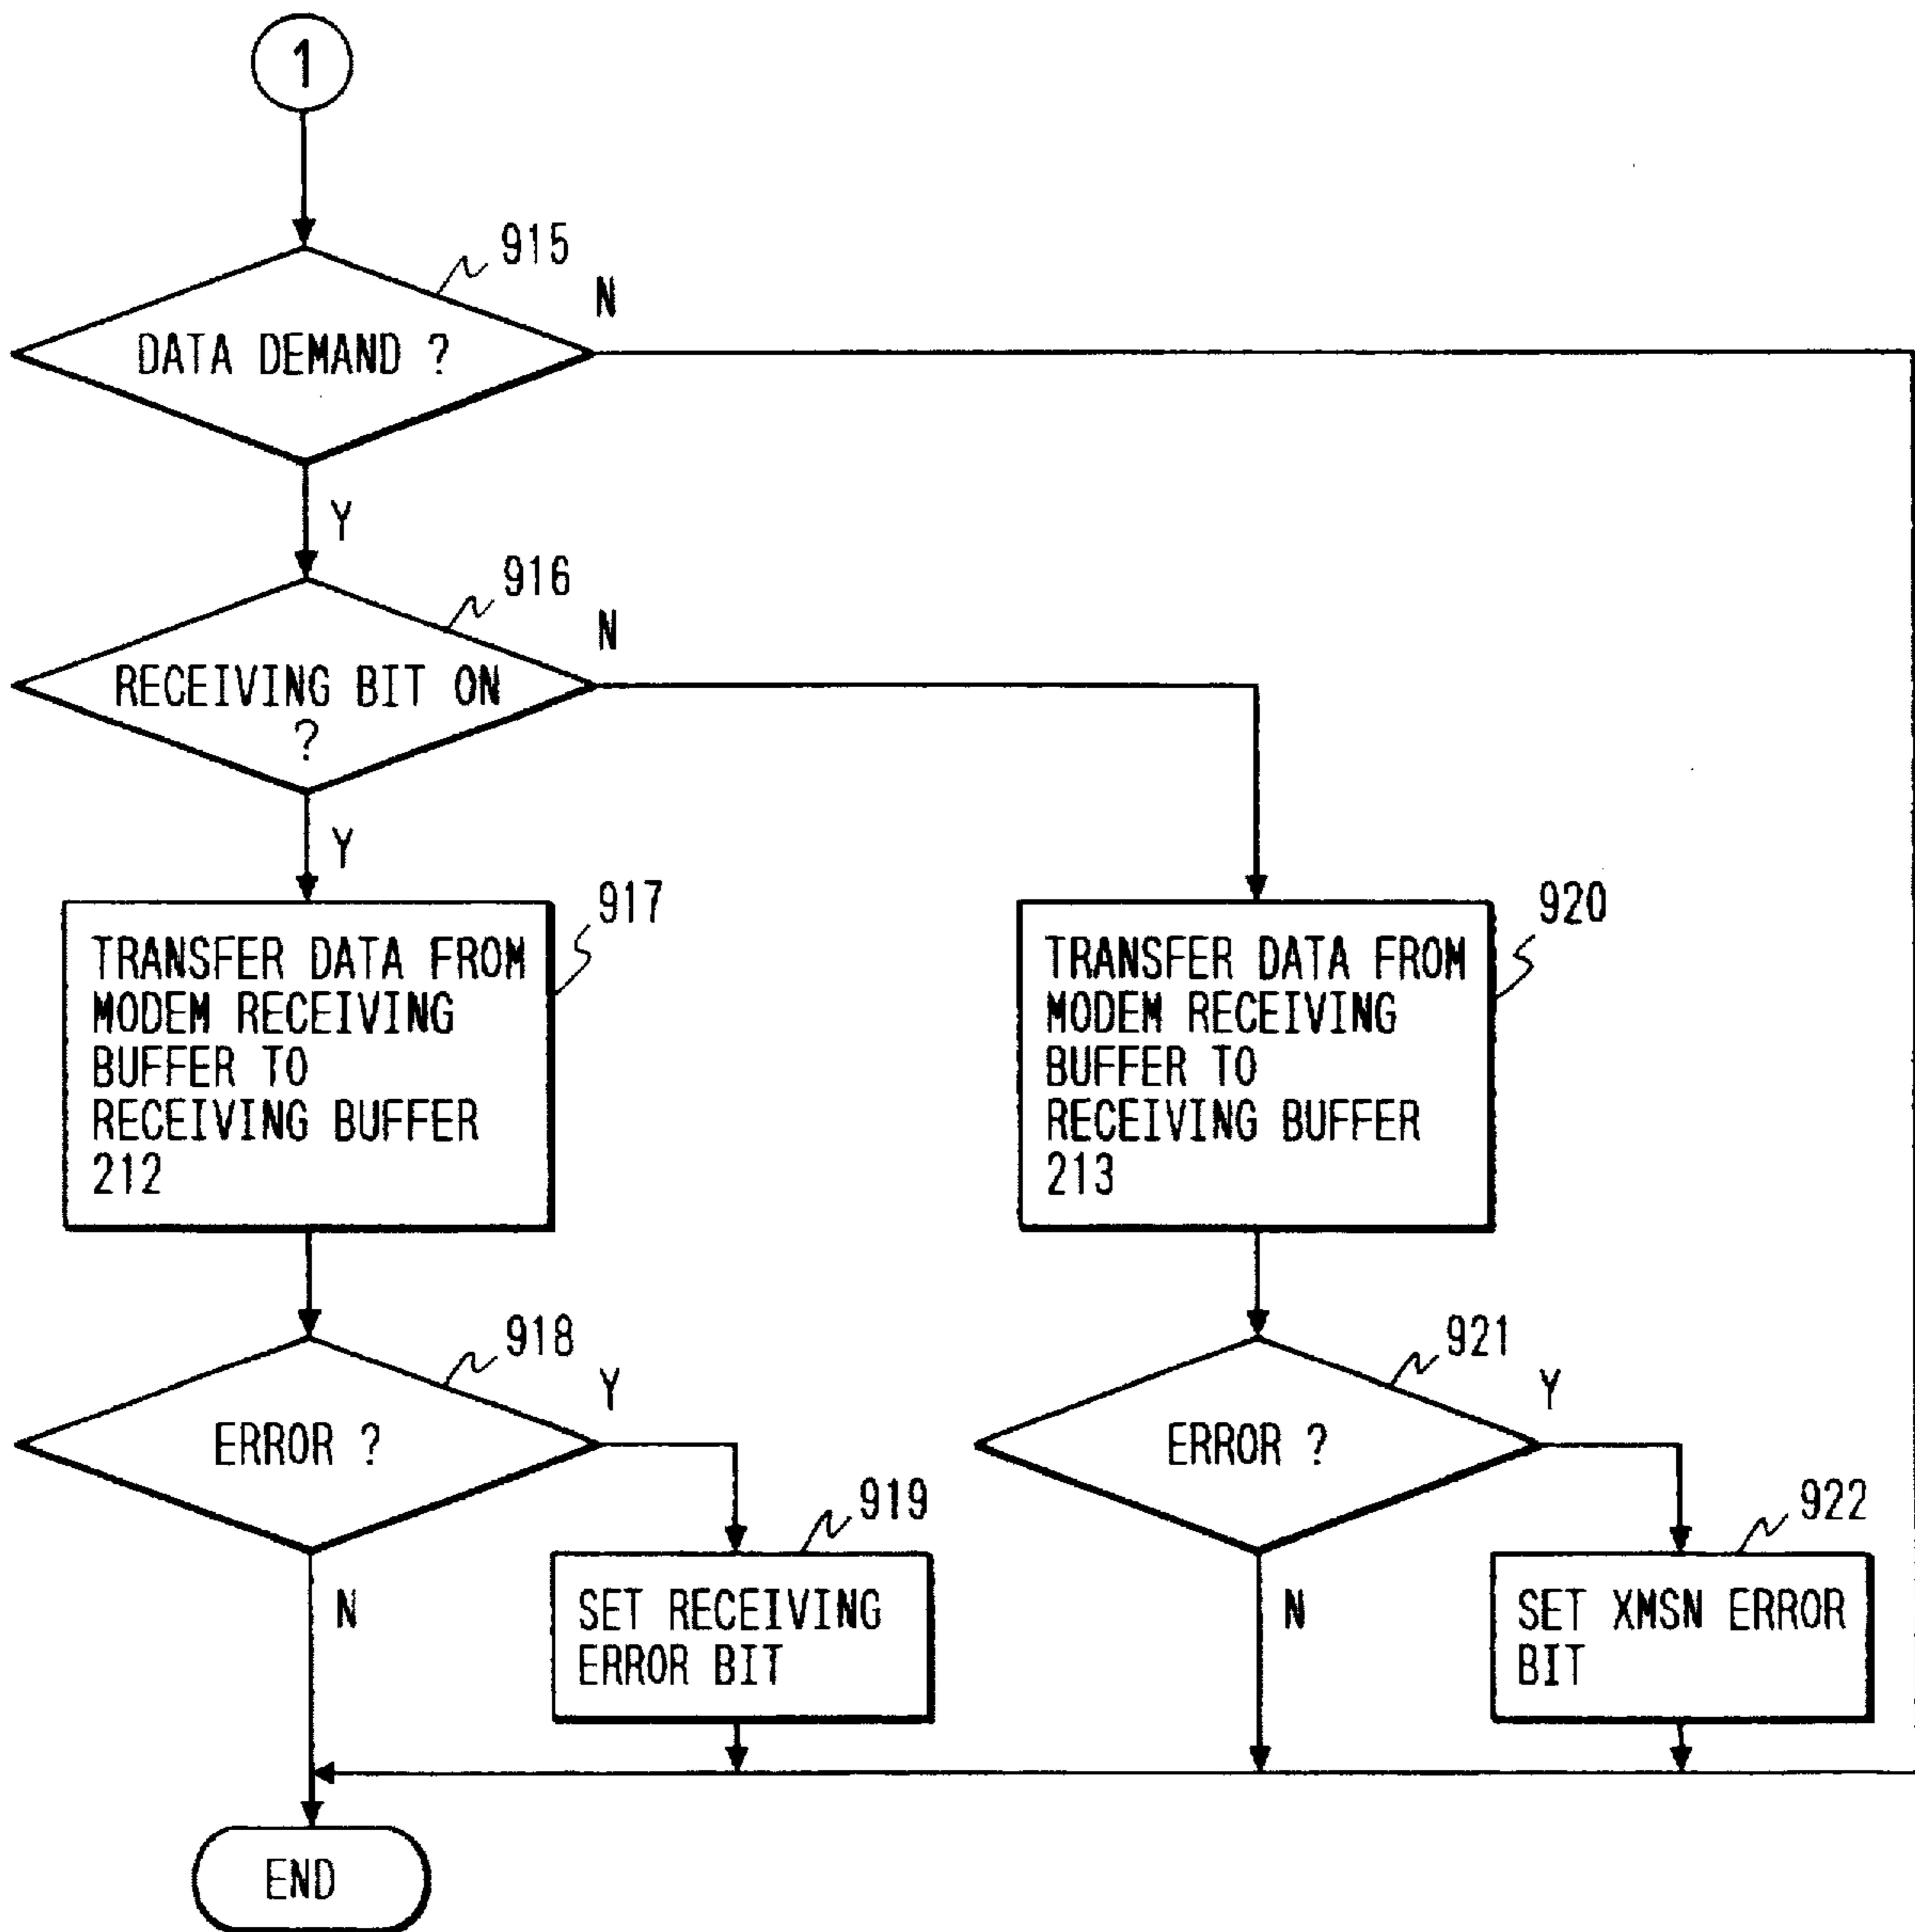 1
915
N
DATA DEMAND ?
Y
916
N
RECEIVING BIT ON
?
Y
917
TRANSFER DATA FROM
MODEM RECEIVING
BUFFER TO
RECEIVING BUFFER
212
920
TRANSFER DATA FROM
MODEM RECEIVING
BUFFER TO
RECEIVING BUFFER
213
918
Y
ERROR ?
N
919
SET RECEIVING
ERROR BIT
921
Y
ERROR ?
N
922
SET XMSN ERROR
BIT
END